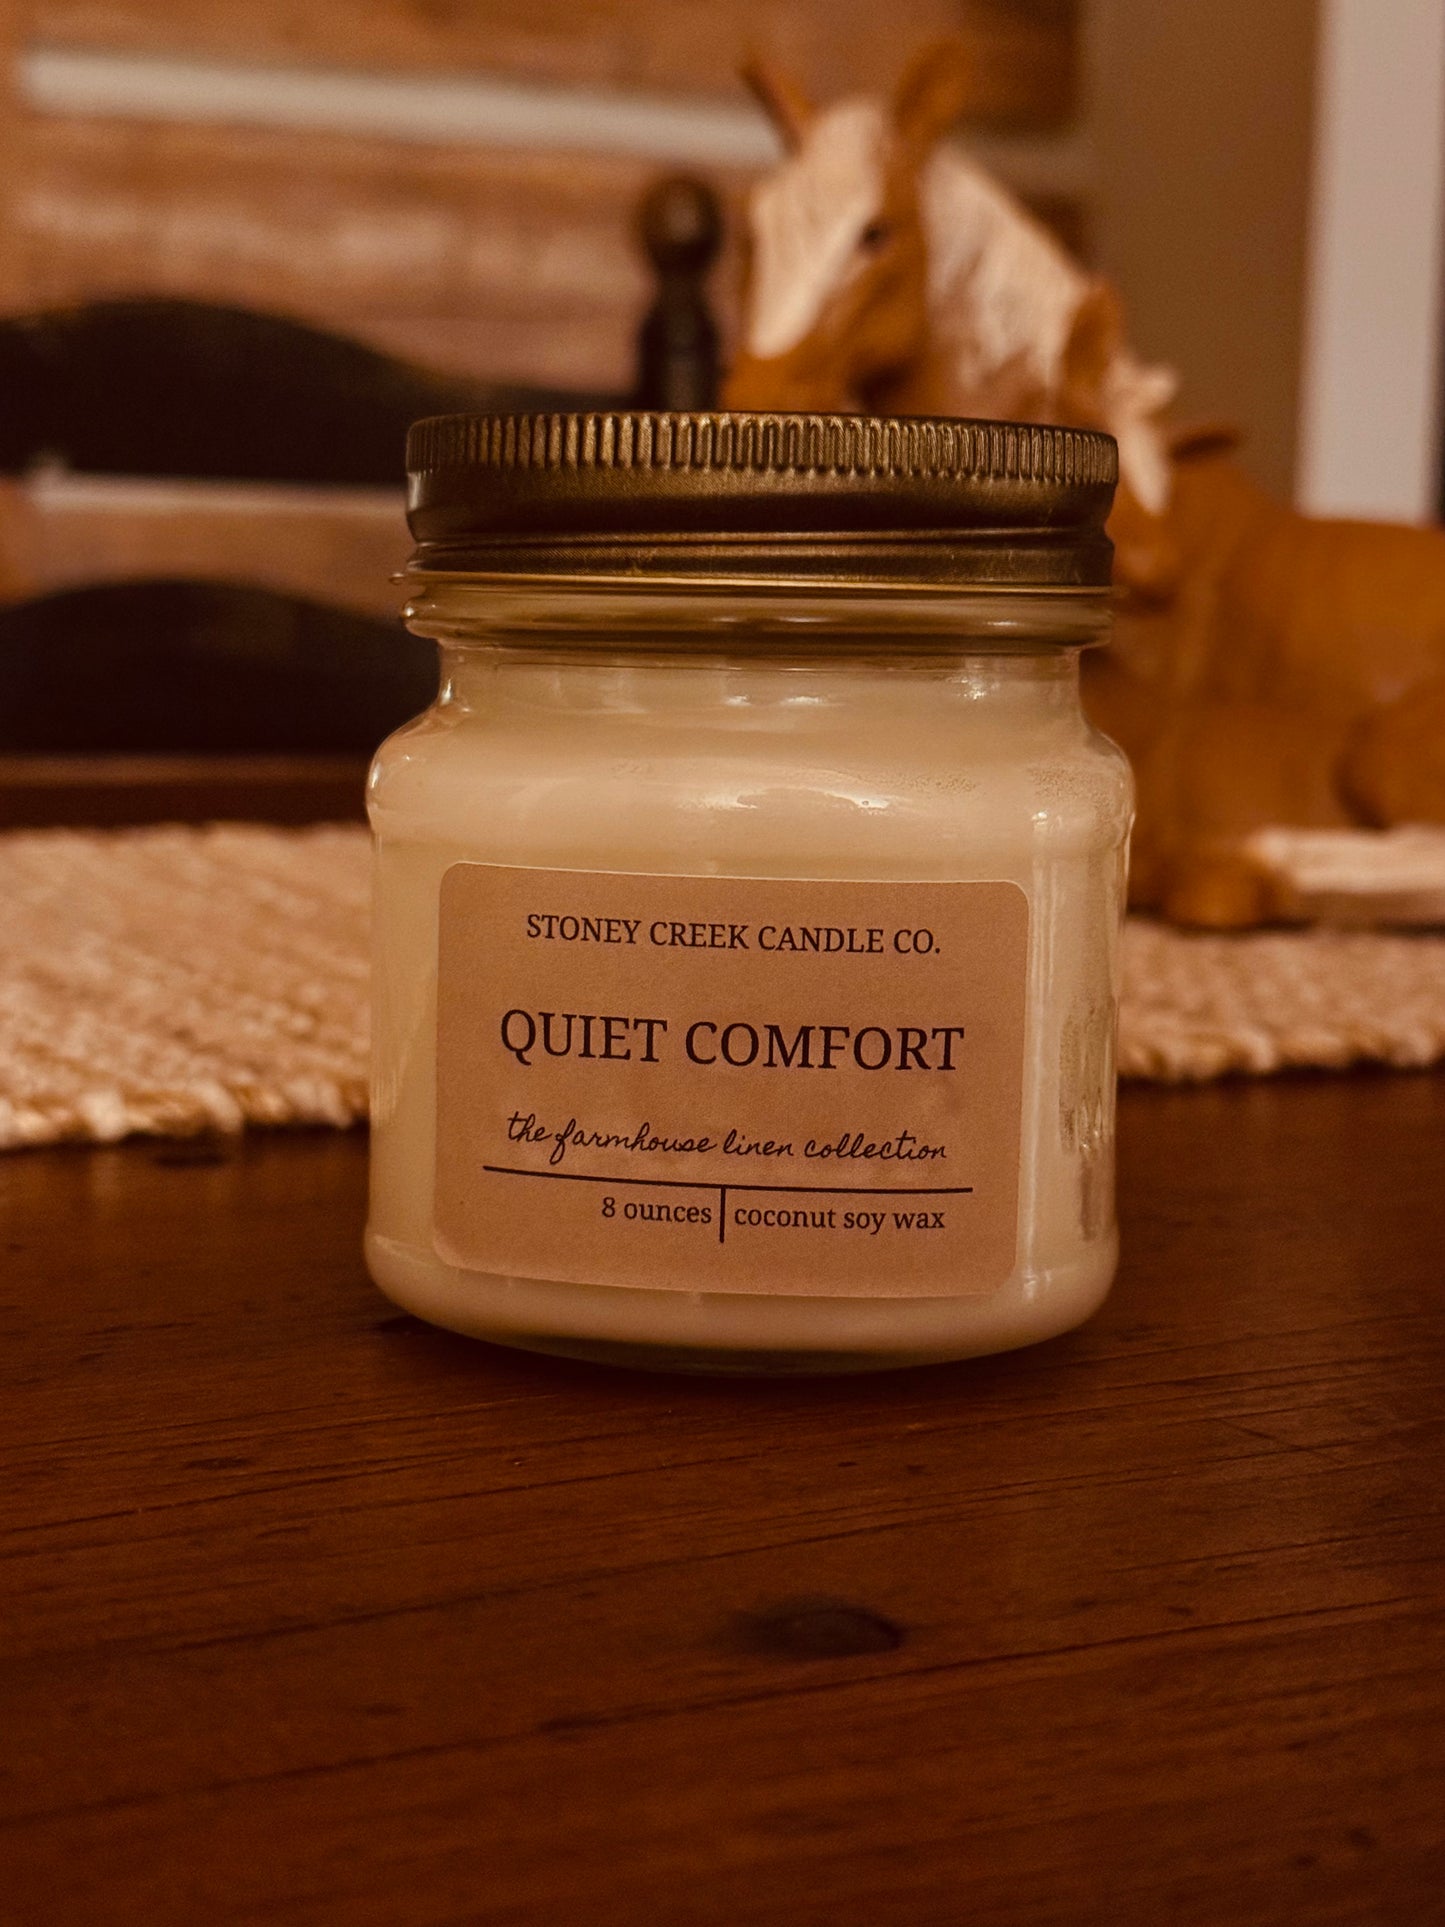 STONEY CREEK CANDLE CO.
QUIET COMFORT
the farmhouse linen collection
8 ounces | coconut soy wax